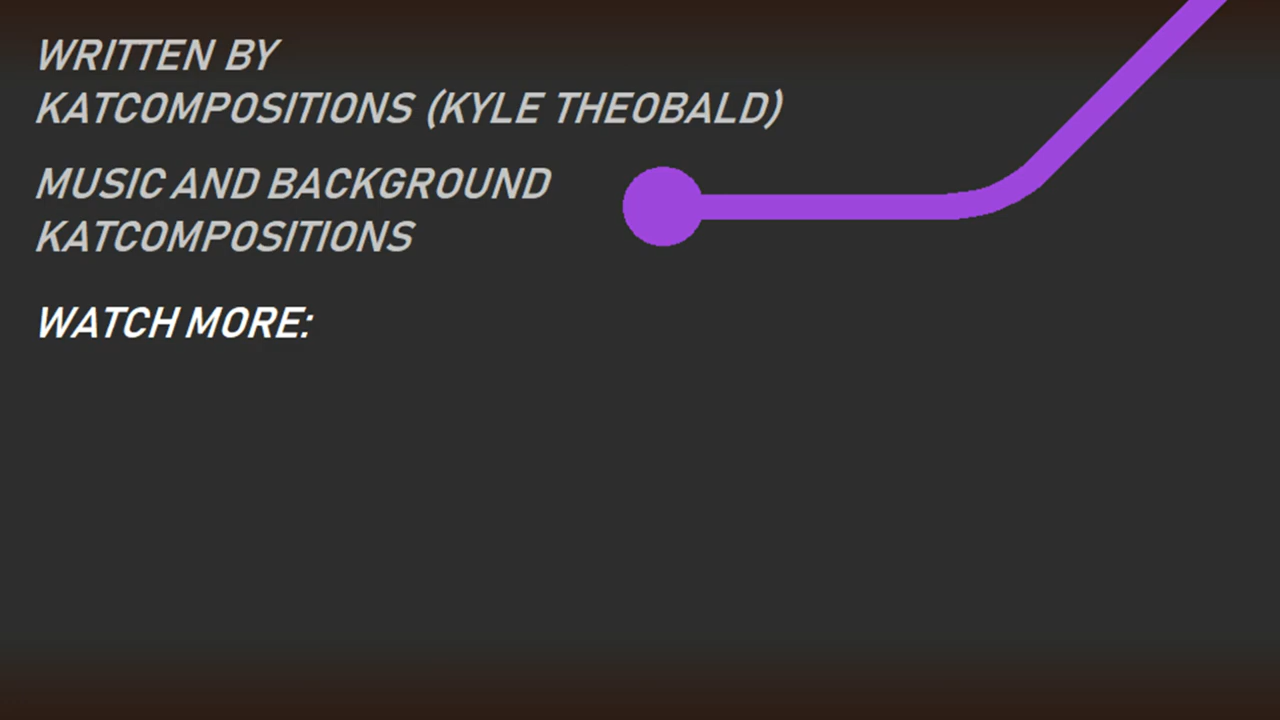 WRITTEN BY
KATCOMPOSITIONS (KYLE THEOBALD)
MUSIC AND BACKGROUND
KATCOMPOSITIONS
WATCH MORE: